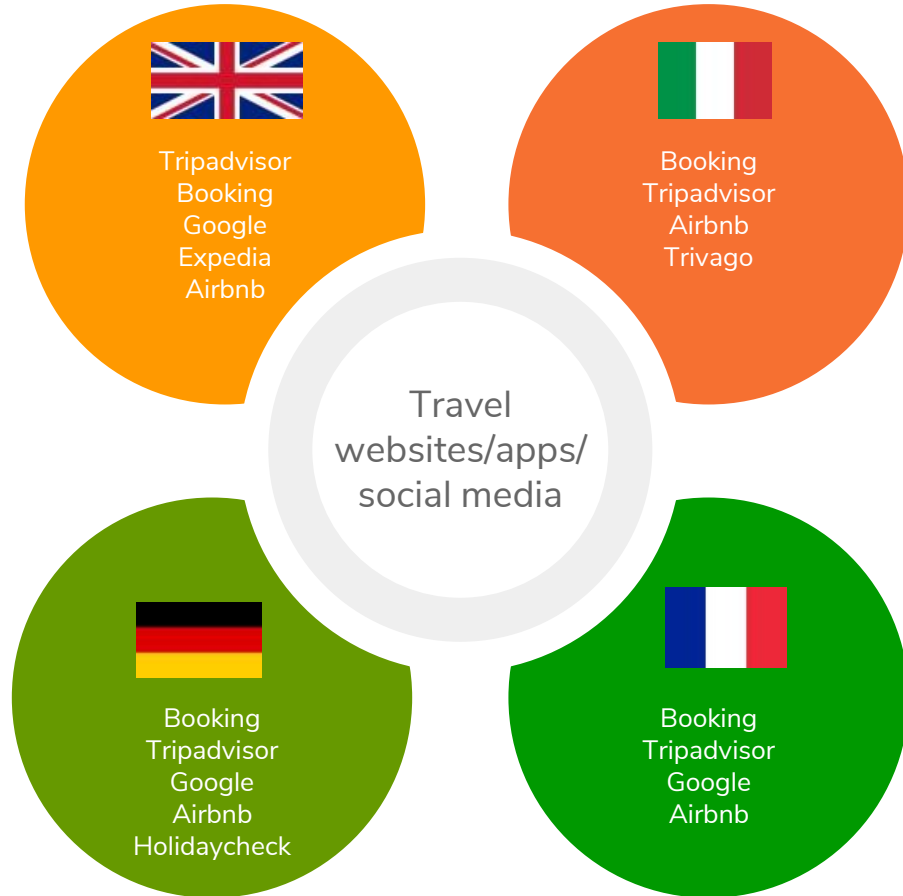 Tripadvisor
Booking
Google
Expedia
Airbnb
Booking
Tripadvisor
Airbnb
Trivago
Travel
websites/apps/
social media
Booking
Tripadvisor
Google
Airbnb
Holidaycheck
Booking
Tripadvisor
Google
Airbnb